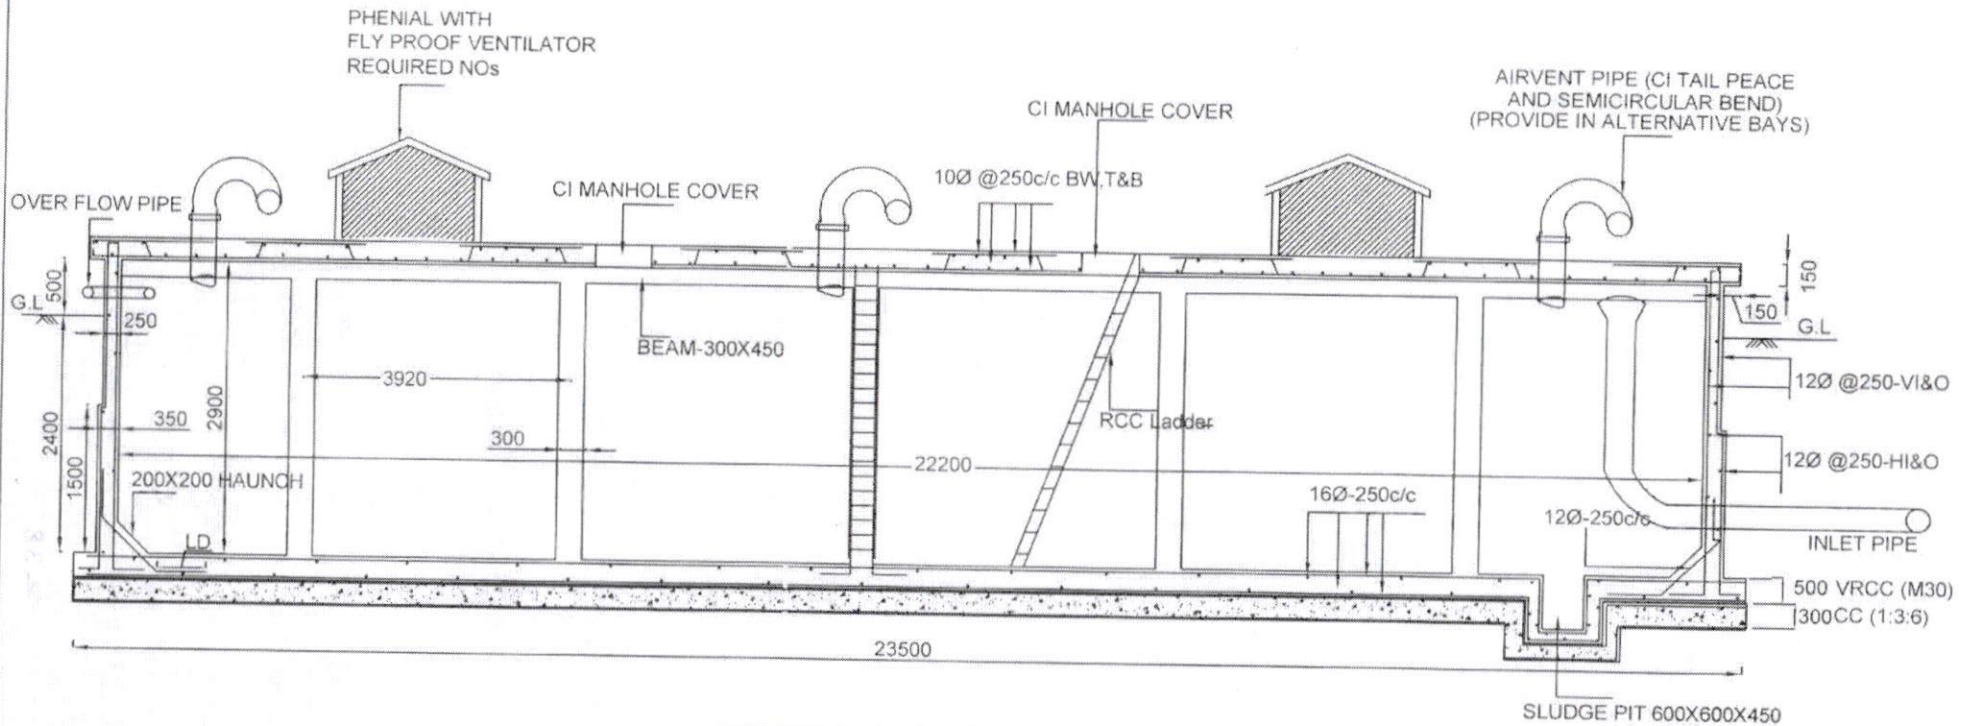 PHENIAL WITH
FLY PROOF VENTILATOR
REQUIRED NOs
AIRVENT PIPE (CI TAIL PEACE
AND SEMICIRCULAR BEND)
(PROVIDE IN ALTERNATIVE BAYS)
CI MANHOLE COVER
CI MANHOLE COVER
10Ø @250c/c BW,T&B
OVER FLOW PIPE
500
G.L
250
150
150
G.L
BEAM-300X450
3920
2900
2400
350
1500
300
RCC Ladder
12Ø @250-VI&O
12Ø @250-HI&O
22200
200X200 HAUNCH
16Ø-250c/c
12Ø-250c/c
LD
INLET PIPE
500 VRCC (M30)
300CC (1:3:6)
23500
SLUDGE PIT 600X600X450